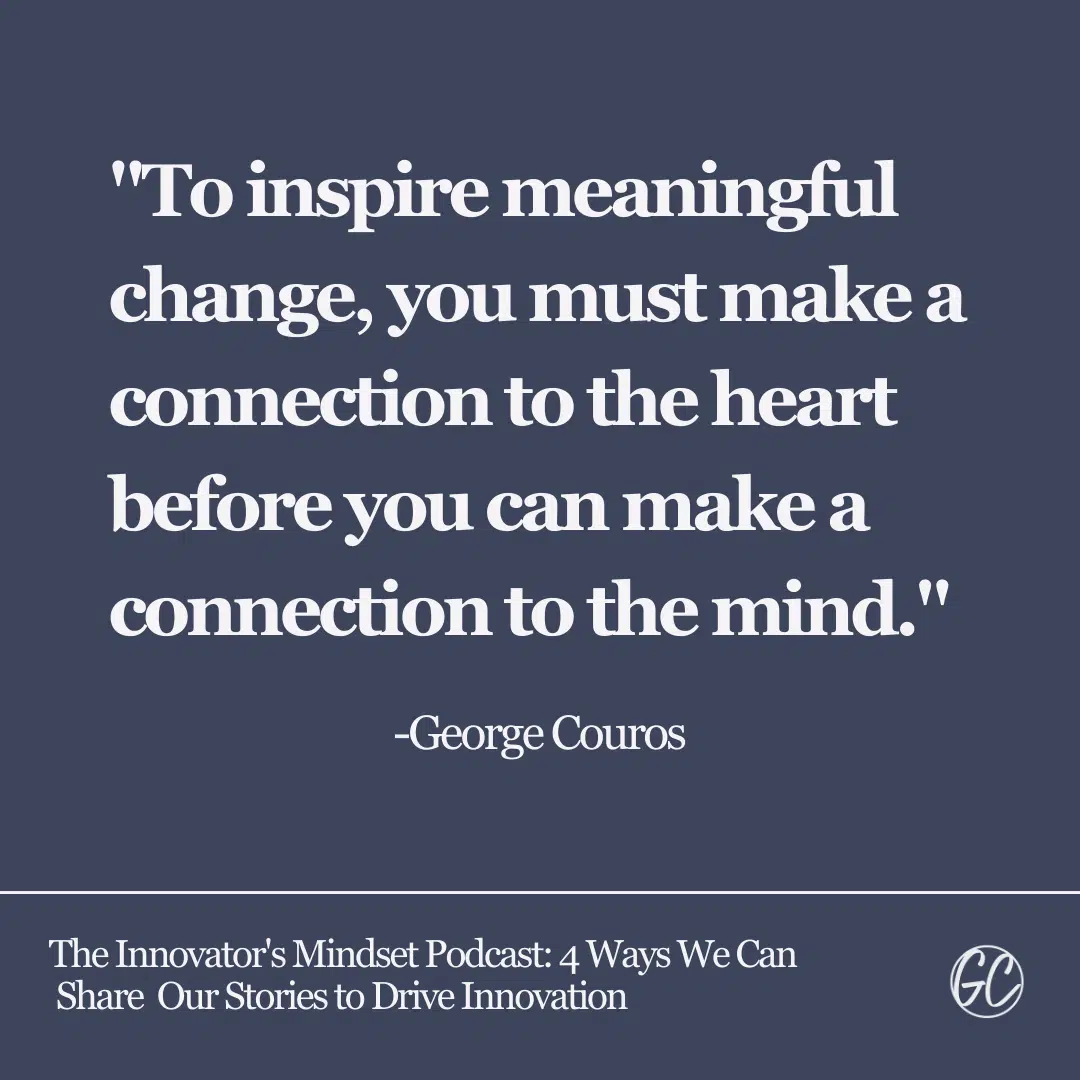 "To inspire meaningful
change, you must make a
connection to the heart
before you can make a
connection to the mind."
-George Couros
The Innovator's Mindset Podcast: 4 Ways We Can
Share Our Stories to Drive Innovation
GC